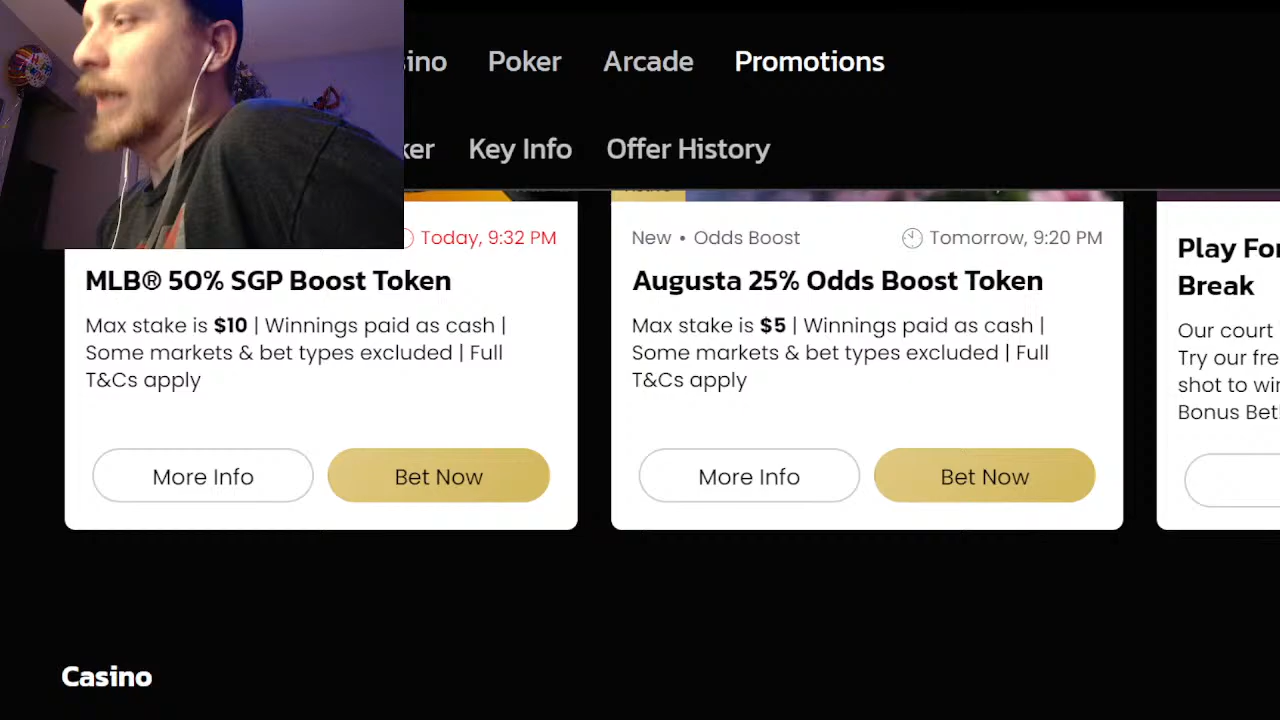 Poker Arcade Promotions
Key Info Offer History
Today, 9:32 PM
MLB® 50% SGP Boost Token
Max stake is $10 | Winnings paid as cash |
Some markets & bet types excluded | Full
T&Cs apply
More Info Bet Now
New • Odds Boost Tomorrow, 9:20 PM
Augusta 25% Odds Boost Token
Max stake is $5 | Winnings paid as cash |
Some markets & bet types excluded | Full
T&Cs apply
More Info Bet Now
Play For
Break
Our court
Try our fre
shot to win
Bonus Bet
Casino